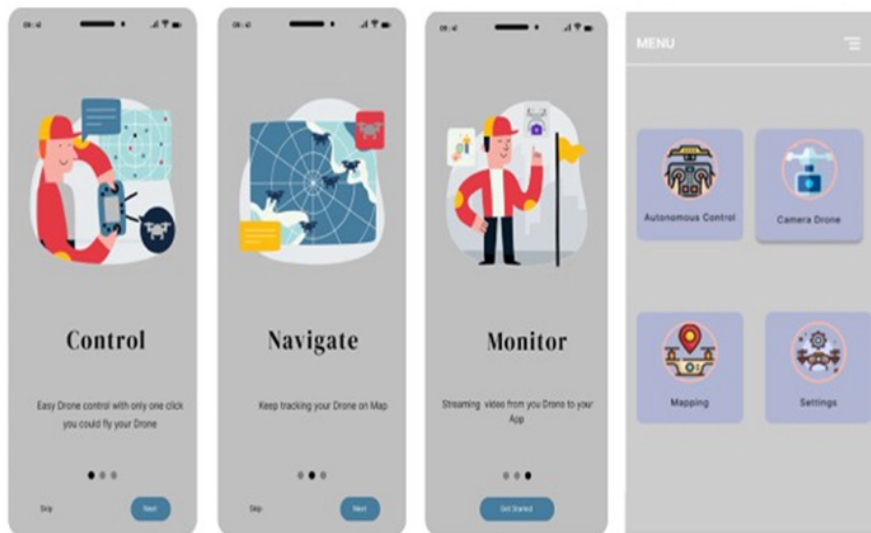 Control
Easy Drone control with only one click
you could fly your Drone
Skip
Next
Navigate
Keep tracking your Drone on Map
Skip
Next
Monitor
Streaming video from you Drone to your
App
Get Started
MENU
Autonomous Control
Camera Drone
Mapping
Settings